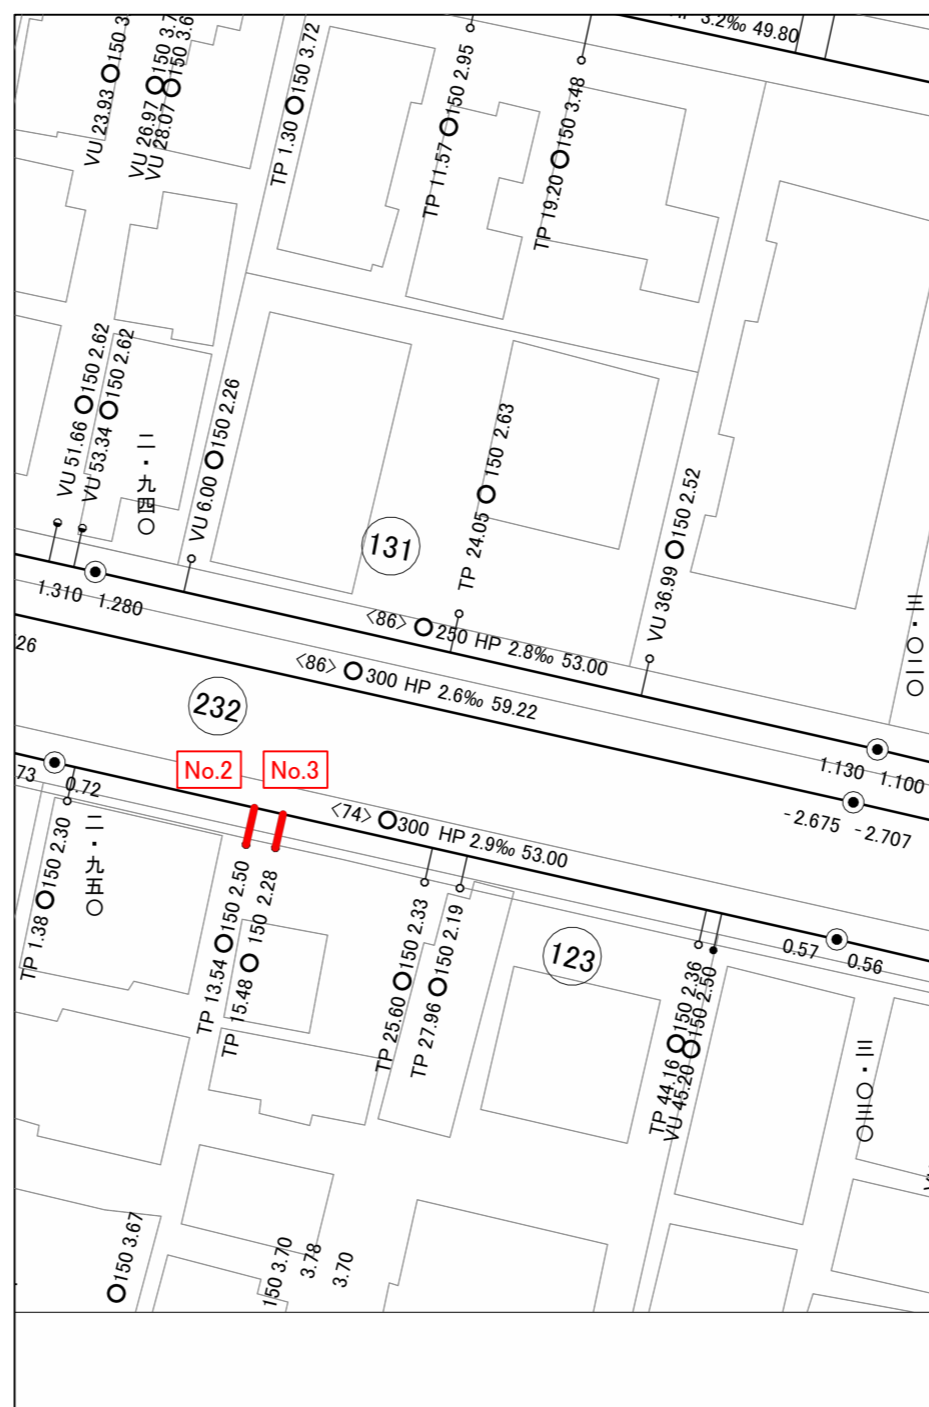 3.2‰ 49.80
VU 23.93 ○150 3
VU 26.97 ○150 3.7
VU 28.07 ○150 3.6
TP 1.30 ○150 3.72
TP 11.57 ○150 2.95
TP 19.20 ○150 3.48
VU 51.66 ○150 2.62
VU 53.34 ○150 2.62
二・九四〇
VU 6.00 ○150 2.26
TP 24.05 ○ 150 2.63
VU 36.99 ○150 2.52
131
1.310 1.280
〈86〉 ○250 HP 2.8‰ 53.00
三・〇二〇
26
〈86〉 ○300 HP 2.6‰ 59.22
232
1.130 1.100
No.2
No.3
73
0.72
-2.675 -2.707
〈74〉 ○300 HP 2.9‰ 53.00
TP 1.38 ○150 2.30
二・九五〇
TP 13.54 ○150 2.50
TP 15.48 ○ 150 2.28
TP 25.60 ○150 2.33
TP 27.96 ○150 2.19
123
0.57 0.56
TP 44.16 ○150 2.36
VU 45.20 ○150 2.50
三・〇三〇
○150 3.67
150 3.70
3.78
3.70